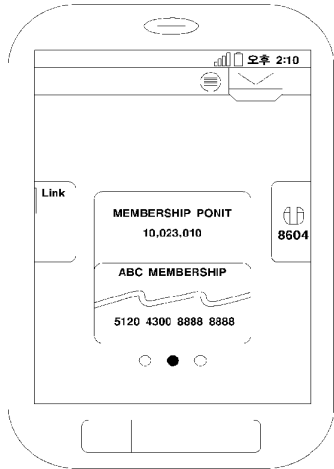 오후 2:10
Link
MEMBERSHIP PONIT
10,023,010
8604
ABC MEMBERSHIP
5120 4300 8888 8888